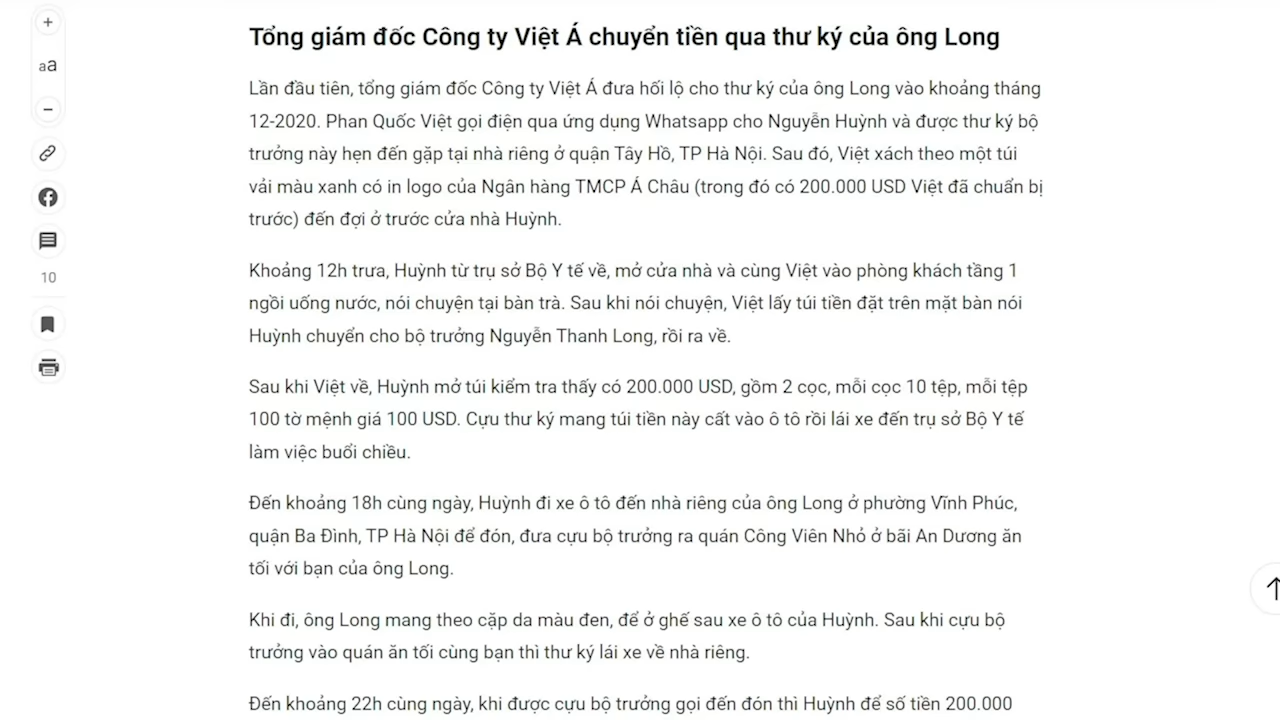 Tổng giám đốc Công ty Việt Á chuyển tiền qua thư ký của ông Long
Lần đầu tiên, tổng giám đốc Công ty Việt Á đưa hối lộ cho thư ký của ông Long vào khoảng tháng
12-2020. Phan Quốc Việt gọi điện qua ứng dụng Whatsapp cho Nguyễn Huỳnh và được thư ký bộ
trưởng này hẹn đến gặp tại nhà riêng ở quận Tây Hồ, TP Hà Nội. Sau đó, Việt xách theo một túi
vải màu xanh có in logo của Ngân hàng TMCP Á Châu (trong đó có 200.000 USD Việt đã chuẩn bị
trước) đến đợi ở trước cửa nhà Huỳnh.
Khoảng 12h trưa, Huỳnh từ trụ sở Bộ Y tế về, mở cửa nhà và cùng Việt vào phòng khách tầng 1
ngồi uống nước, nói chuyện tại bàn trà. Sau khi nói chuyện, Việt lấy túi tiền đặt trên mặt bàn nói
Huỳnh chuyển cho bộ trưởng Nguyễn Thanh Long, rồi ra về.
Sau khi Việt về, Huỳnh mở túi kiểm tra thấy có 200.000 USD, gồm 2 cọc, mỗi cọc 10 tệp, mỗi tệp
100 tờ mệnh giá 100 USD. Cựu thư ký mang túi tiền này cất vào ô tô rồi lái xe đến trụ sở Bộ Y tế
làm việc buổi chiều.
Đến khoảng 18h cùng ngày, Huỳnh đi xe ô tô đến nhà riêng của ông Long ở phường Vĩnh Phúc,
quận Ba Đình, TP Hà Nội để đón, đưa cựu bộ trưởng ra quán Công Viên Nhỏ ở bãi An Dương ăn
tối với bạn của ông Long.
Khi đi, ông Long mang theo cặp da màu đen, để ở ghế sau xe ô tô của Huỳnh. Sau khi cựu bộ
trưởng vào quán ăn tối cùng bạn thì thư ký lái xe về nhà riêng.
Đến khoảng 22h cùng ngày, khi được cựu bộ trưởng gọi đến đón thì Huỳnh để số tiền 200.000
aa
10